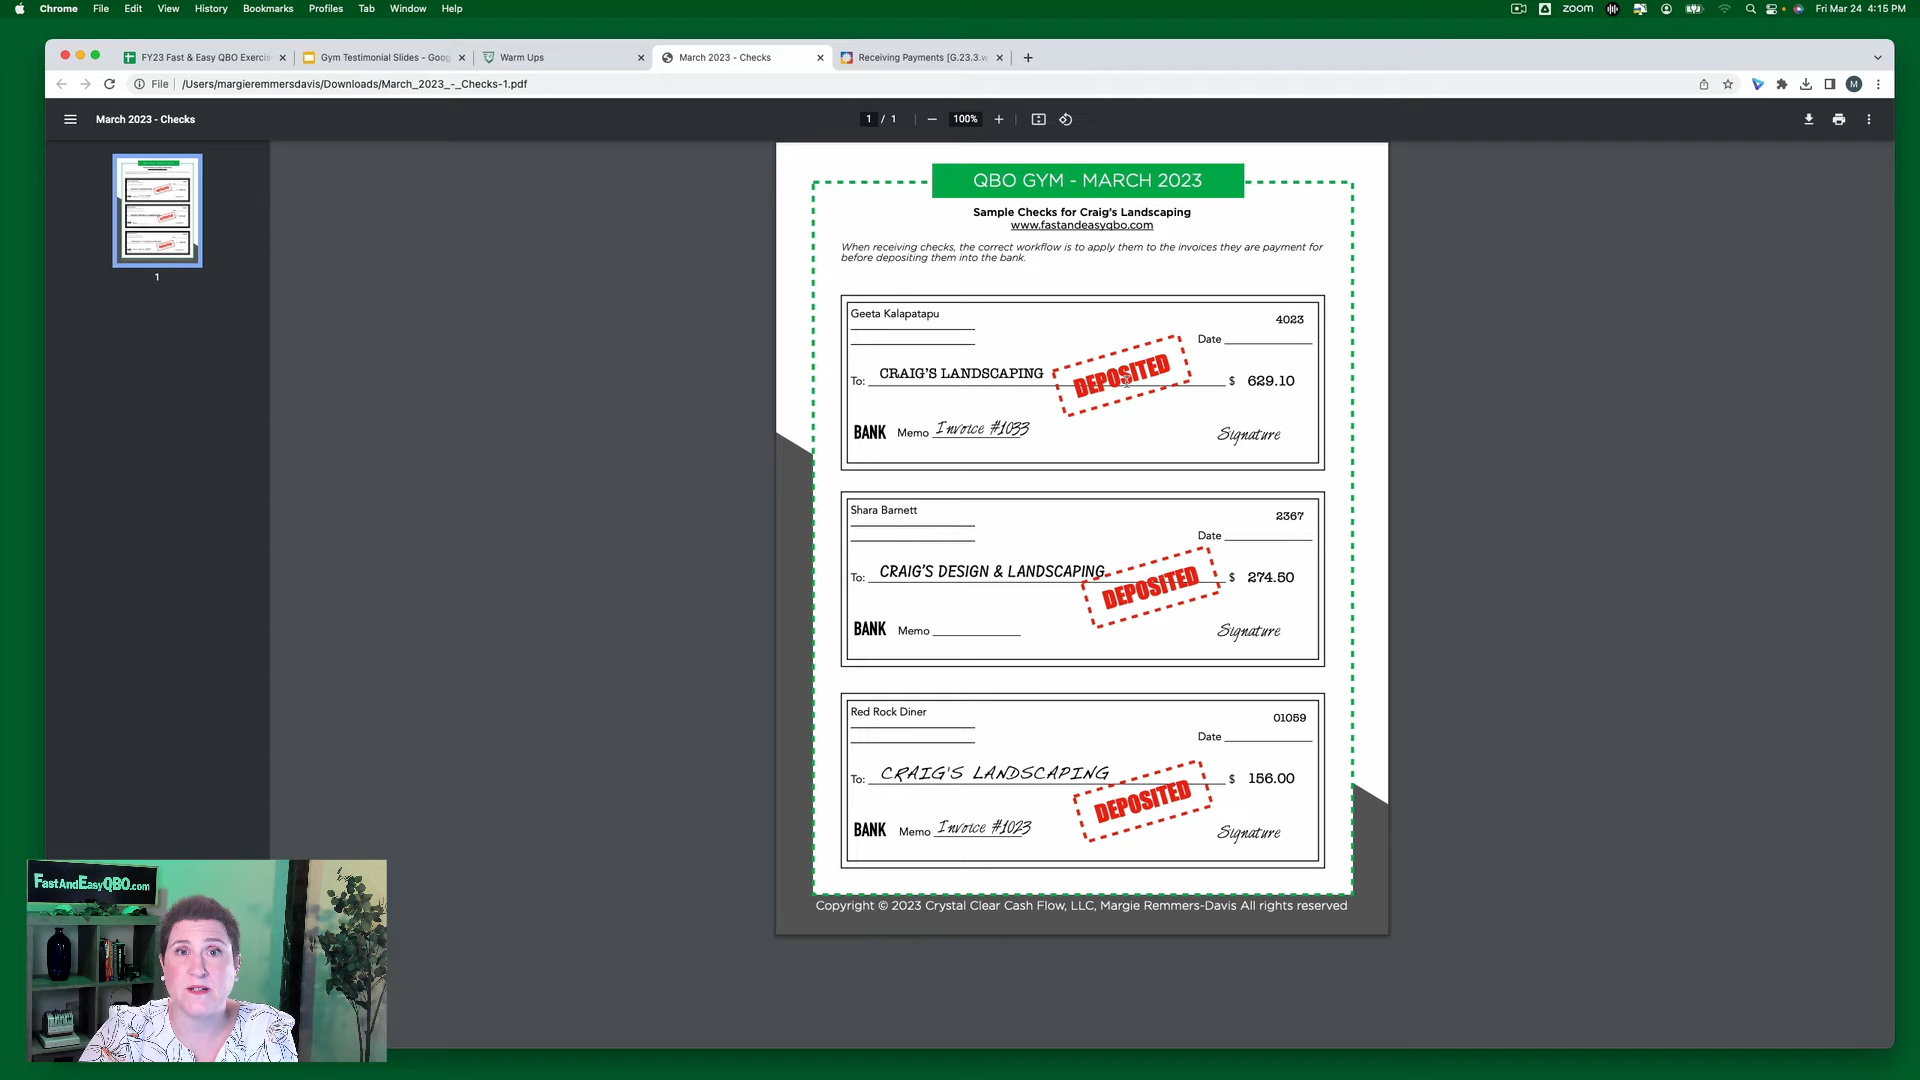 Chrome File Edit View History Bookmarks Profiles Tab Window Help
zoom
Fri Mar 24 4:15 PM
FY23 Fast & Easy QBO Exercis
Gym Testimonial Slides - Goog
Warm Ups
March 2023 - Checks
Receiving Payments [G.23.3.w
File /Users/margieremmersdavis/Downloads/March_2023_-_Checks-1.pdf
M
March 2023 - Checks
1 / 1
100%
1
QBO GYM - MARCH 2023
Sample Checks for Craig's Landscaping
www.fastandeasyqbo.com
When receiving checks, the correct workflow is to apply them to the invoices they are payment for
before depositing them into the bank.
Geeta Kalapatapu
4023
Date
To: CRAIG'S LANDSCAPING
DEPOSITED
$ 629.10
BANK Memo Invoice #1033
Signature
Shara Barnett
2367
Date
To: CRAIG'S DESIGN & LANDSCAPING
DEPOSITED
$ 274.50
BANK Memo
Signature
Red Rock Diner
01059
Date
To: CRAIG'S LANDSCAPING
DEPOSITED
$ 156.00
BANK Memo Invoice #1023
Signature
Copyright © 2023 Crystal Clear Cash Flow, LLC, Margie Remmers-Davis All rights reserved
FastAndEasyQBO.com